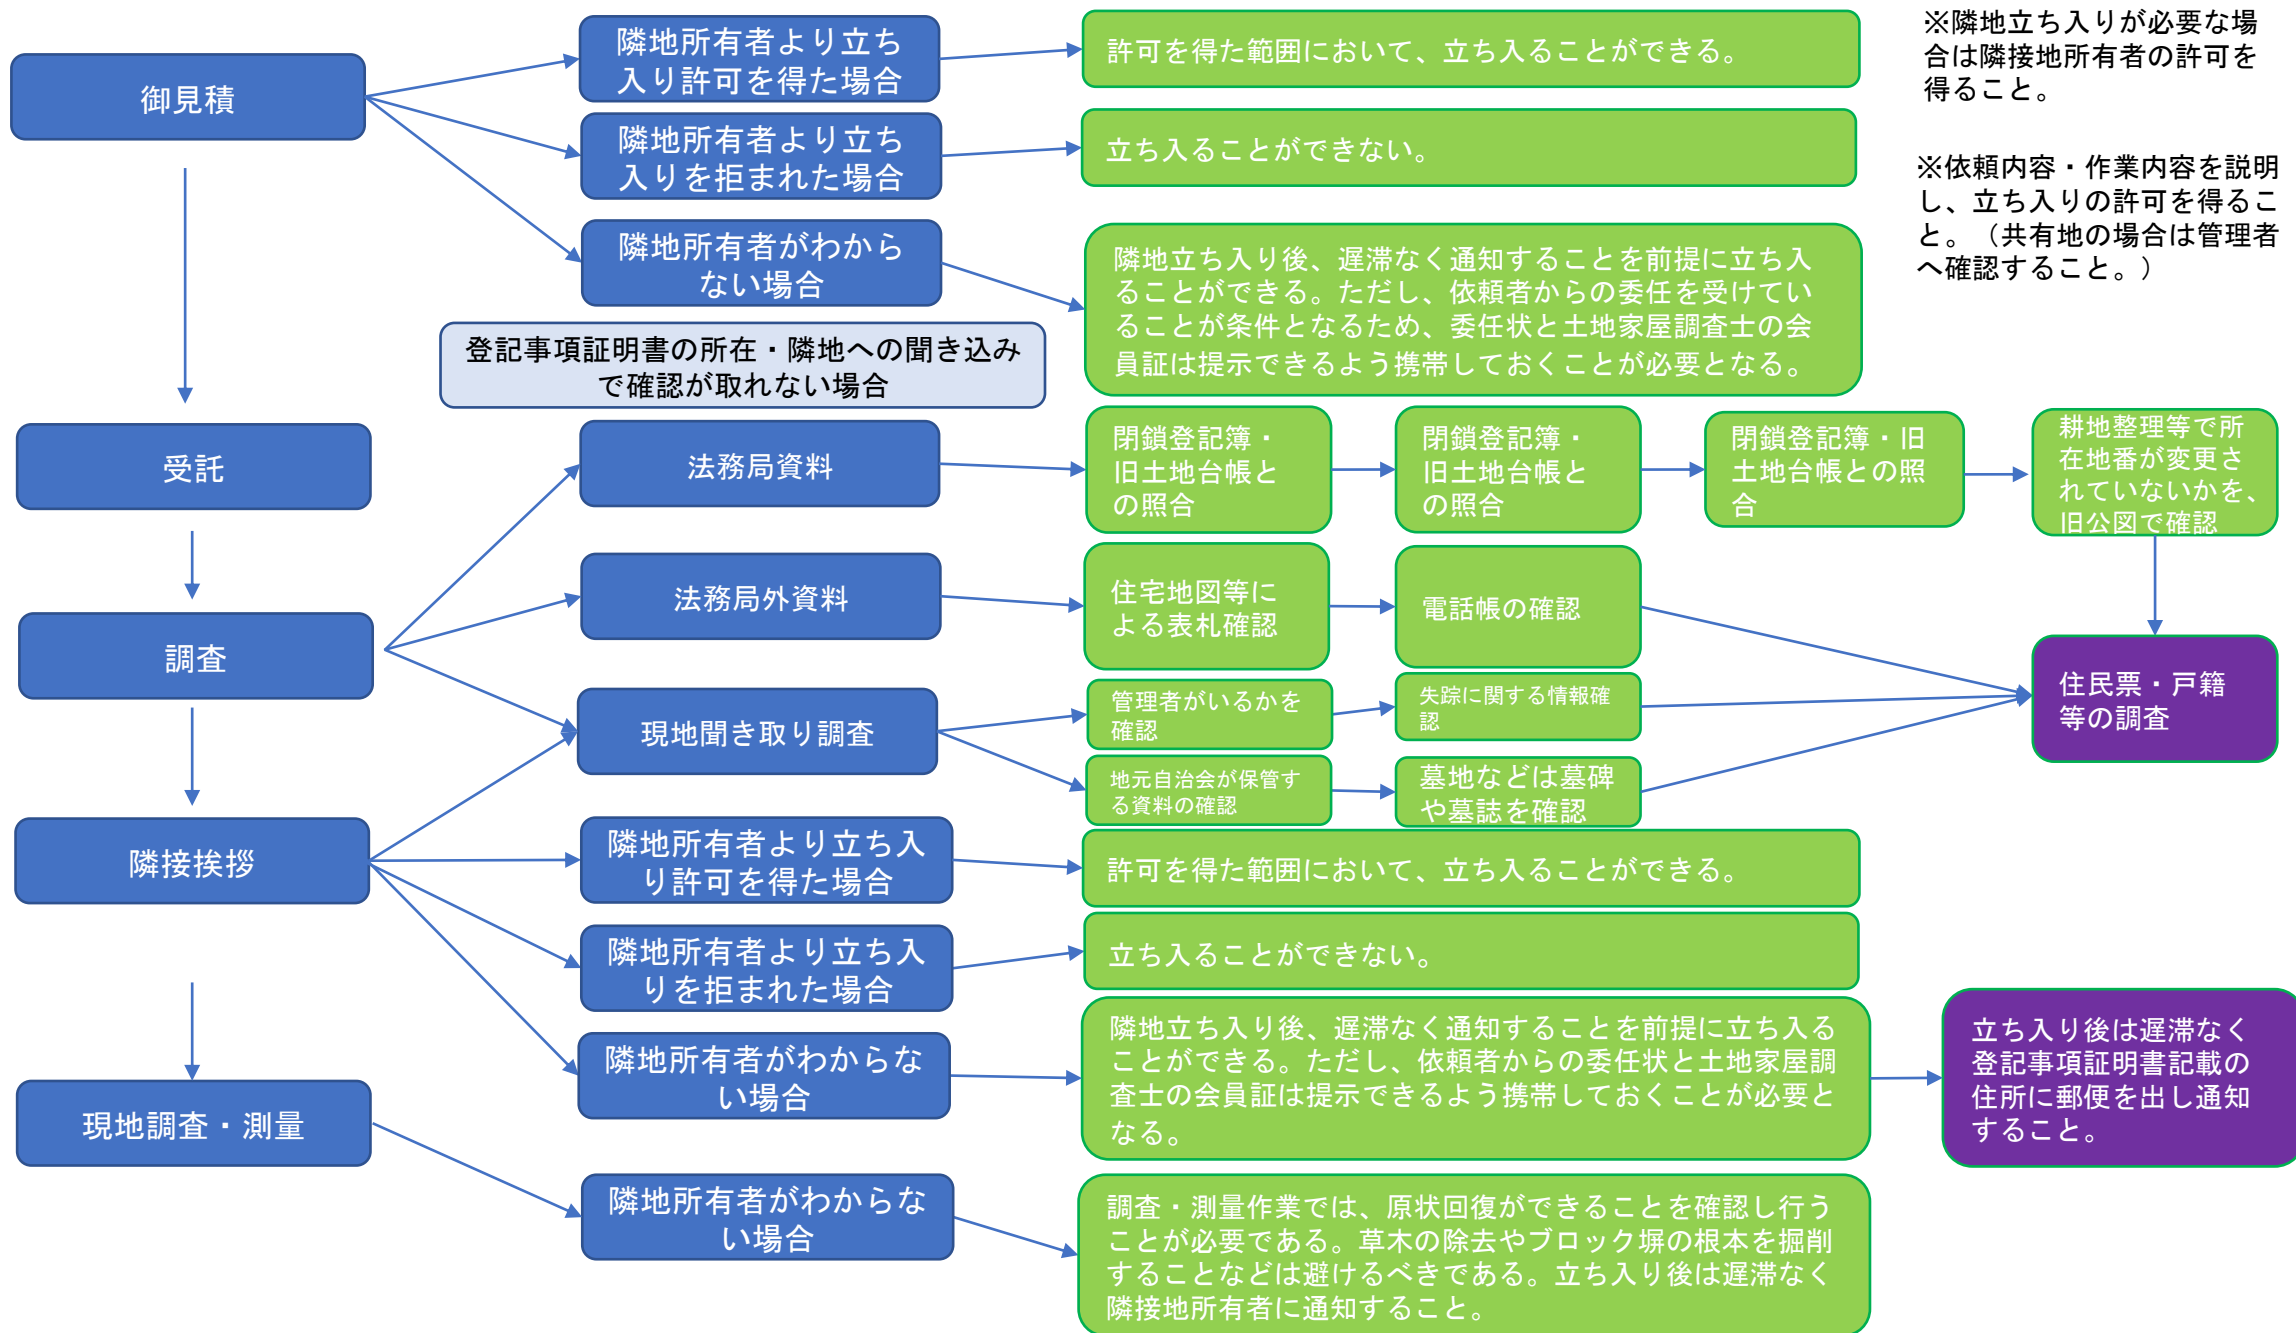 御見積
隣地所有者より立ち
入り許可を得た場合
許可を得た範囲において、立ち入ることができる。
※隣地立ち入りが必要な場
合は隣接地所有者の許可を
得ること。
隣地所有者より立ち
入りを拒まれた場合
立ち入ることができない。
※依頼内容・作業内容を説明
し、立ち入りの許可を得るこ
と。（共有地の場合は管理者
へ確認すること。）
隣地所有者がわから
ない場合
隣地立ち入り後、遅滞なく通知することを前提に立ち入
ることができる。ただし、依頼者からの委任を受けてい
ることが条件となるため、委任状と土地家屋調査士の会
員証は提示できるよう携帯しておくことが必要となる。
登記事項証明書の所在・隣地への聞き込み
で確認が取れない場合
受託
法務局資料
閉鎖登記簿・
旧土地台帳と
の照合
閉鎖登記簿・
旧土地台帳と
の照合
閉鎖登記簿・旧
土地台帳との照
合
耕地整理等で所
在地番が変更さ
れていないかを、
旧公図で確認
調査
法務局外資料
住宅地図等に
よる表札確認
電話帳の確認
住民票・戸籍
等の調査
現地聞き取り調査
管理者がいるかを
確認
失踪に関する情報確
認
地元自治会が保管す
る資料の確認
墓地などは墓碑
や墓誌を確認
隣接挨拶
隣地所有者より立ち入
り許可を得た場合
許可を得た範囲において、立ち入ることができる。
隣地所有者より立ち入
りを拒まれた場合
立ち入ることができない。
隣地所有者がわからな
い場合
隣地立ち入り後、遅滞なく通知することを前提に立ち入る
ことができる。ただし、依頼者からの委任状と土地家屋調
査士の会員証は提示できるよう携帯しておくことが必要と
なる。
立ち入り後は遅滞なく
登記事項証明書記載の
住所に郵便を出し通知
すること。
現地調査・測量
隣地所有者がわからな
い場合
調査・測量作業では、原状回復ができることを確認し行う
ことが必要である。草木の除去やブロック塀の根本を掘削
することなどは避けるべきである。立ち入り後は遅滞なく
隣接地所有者に通知すること。